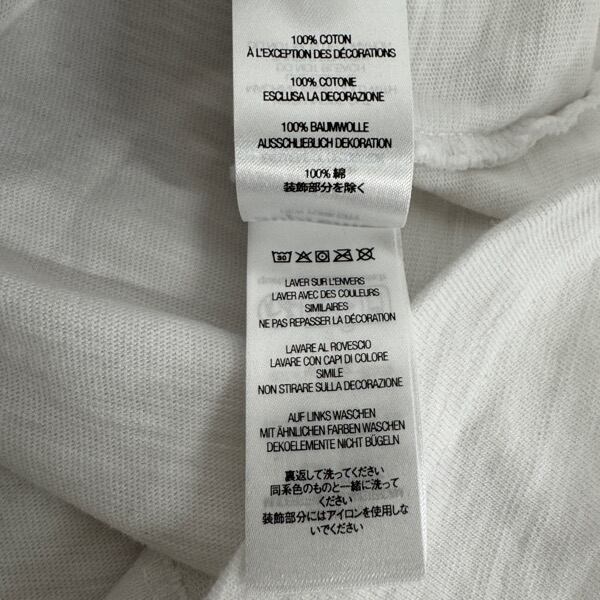 100% COTON
À L'EXCEPTION DES DÉCORATIONS
100% COTONE
ESCLUSA LA DECORAZIONE
100% BAUMWOLLE
AUSSCHLIEBLICH DEKORATION
100% 綿
装飾部分を除く
30
LAVER SUR L'ENVERS
LAVER AVEC DES COULEURS
SIMILAIRES
NE PAS REPASSER LA DÉCORATION
LAVARE AL ROVESCIO
LAVARE CON CAPI DI COLORE
SIMILE
NON STIRARE SULLA DECORAZIONE
AUF LINKS WASCHEN
MIT ÄHNLICHEN FARBEN WASCHEN
DEKOELEMENTE NICHT BÜGELN
裏返して洗ってください
同系色のものと一緒に洗って
ください
装飾部分にはアイロンを使用しな
いでください